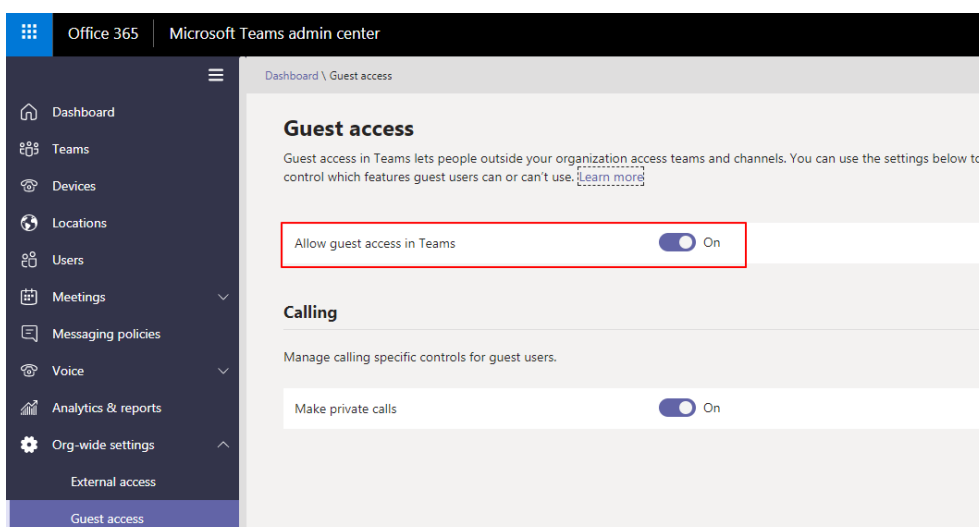 Office 365 Microsoft Teams admin center
Dashboard \ Guest access
Dashboard
Teams
Devices
Locations
Users
Meetings
Messaging policies
Voice
Analytics & reports
Org-wide settings
External access
Guest access
Guest access
Guest access in Teams lets people outside your organization access teams and channels. You can use the settings below to
control which features guest users can or can't use. Learn more
Allow guest access in Teams On
Calling
Manage calling specific controls for guest users.
Make private calls On